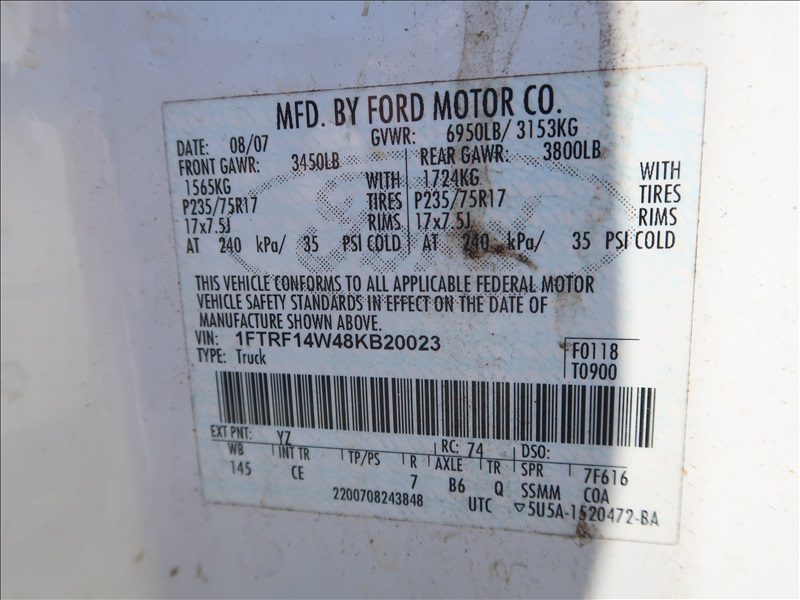 MFD. BY FORD MOTOR CO.
DATE: 08/07 GVWR: 6950LB/ 3153KG
FRONT GAWR: 3450LB REAR GAWR: 3800LB
1565KG WITH 1724KG WITH
P235/75R17 TIRES P235/75R17 TIRES
17x7.5J RIMS 17x7.5J RIMS
AT 240 kPa/ 35 PSI COLD AT 240 kPa/ 35 PSI COLD
THIS VEHICLE CONFORMS TO ALL APPLICABLE FEDERAL MOTOR
VEHICLE SAFETY STANDARDS IN EFFECT ON THE DATE OF
MANUFACTURE SHOWN ABOVE.
VIN: 1FTRF14W48KB20023 F0118
TYPE: Truck T0900
EXT PNT: YZ RC: 74 DSO:
WB INT TR TP/PS R AXLE TR SPR 7F616
145 CE 7 B6 Q SSMM COA
2200708243848 UTC ▽5U5A-1520472-BA